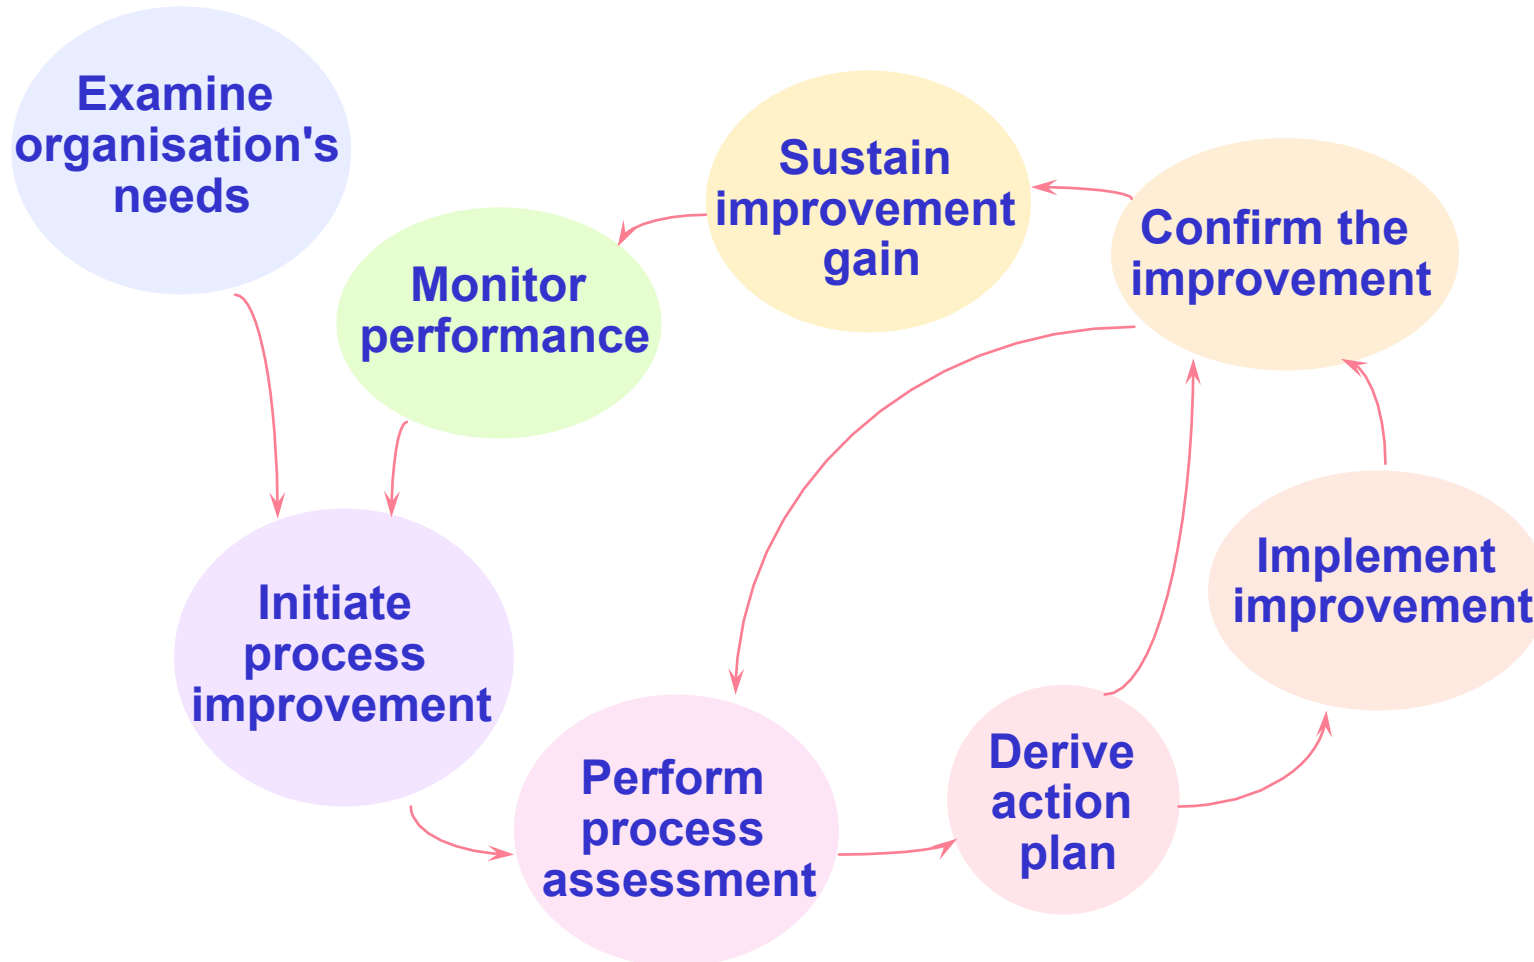 Examine
organisation's
needs
Sustain
improvement
gain
Confirm the
improvement
Monitor
performance
Implement
improvement
Initiate
process
improvement
Perform
process
assessment
Derive
action
plan